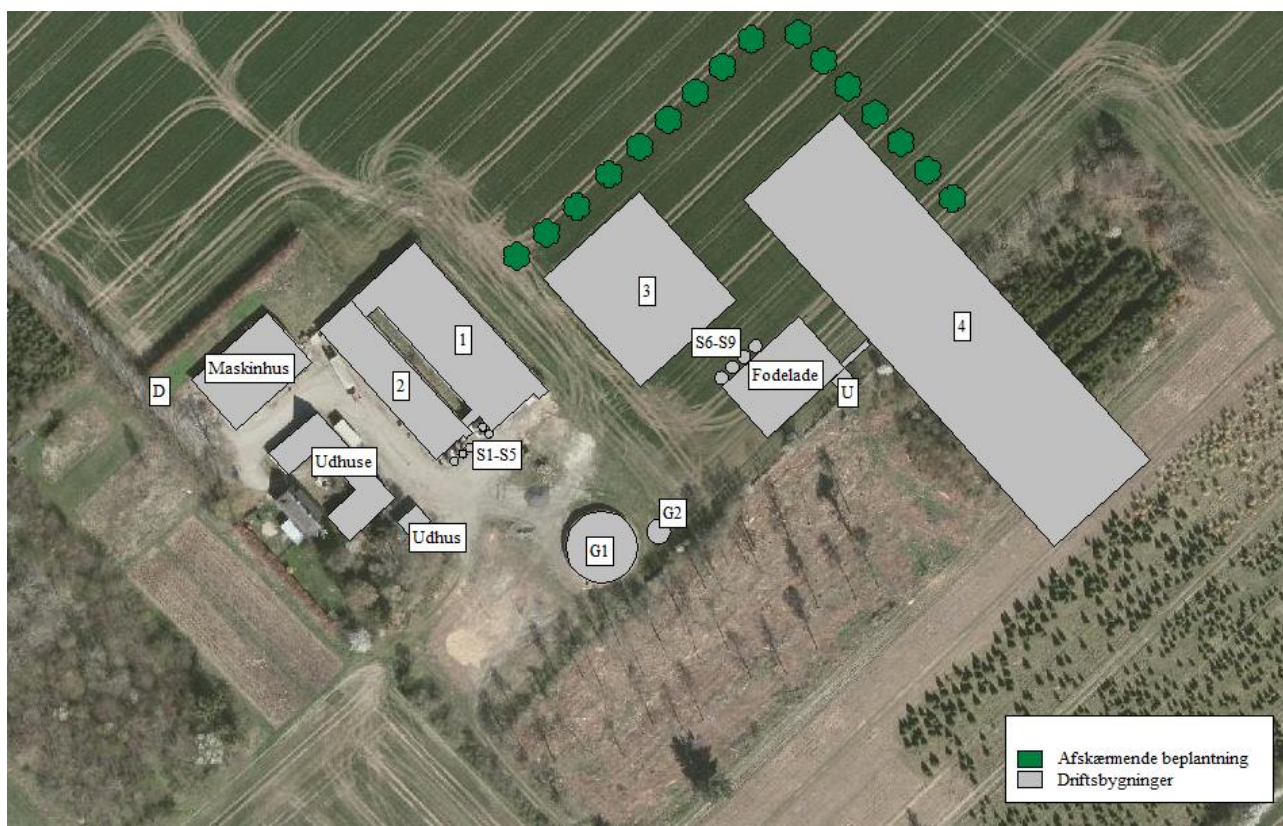 3
4
1
S6-S9
Maskinhus
Fodelade
D
2
U
Udhuse
S1-S5
G2
Udhus
G1
Afskærmende beplantning
Driftsbygninger